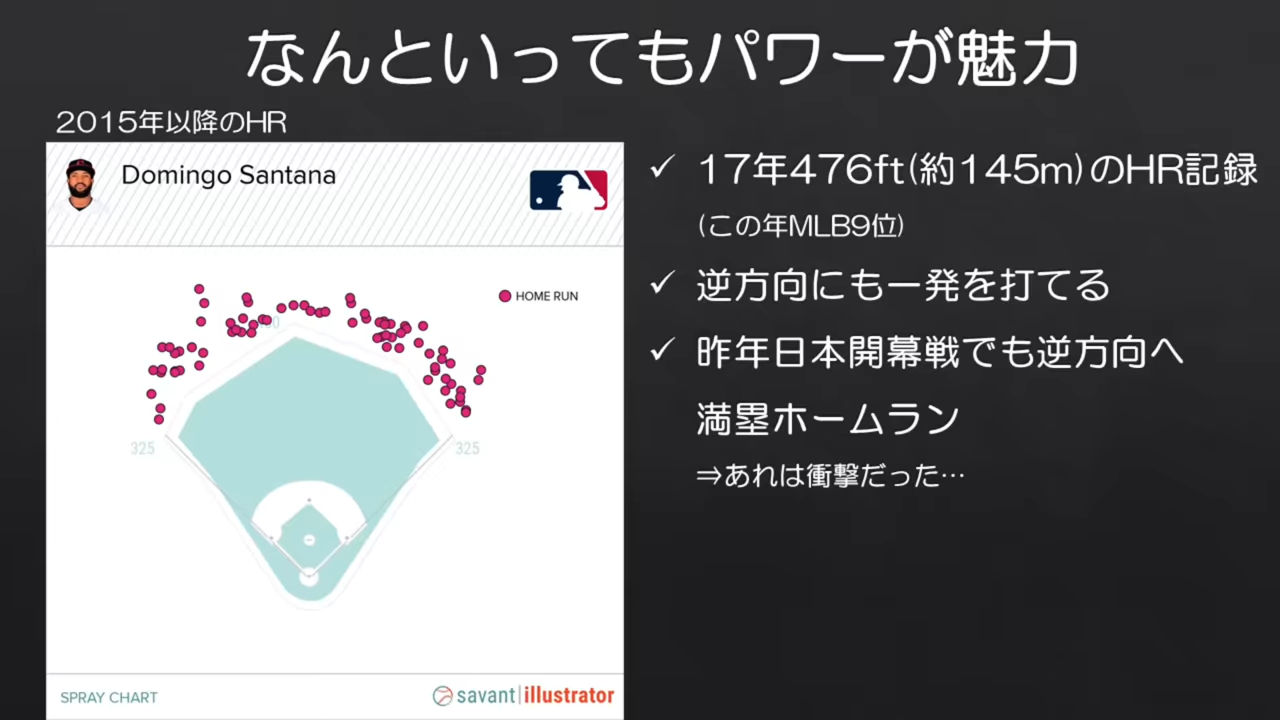 なんといってもパワーが魅力
2015年以降のHR
Domingo Santana
HOME RUN
325
325
SPRAY CHART
savant|illustrator
✓ 17年476ft(約145m)のHR記録
(この年MLB9位)
✓ 逆方向にも一発を打てる
✓ 昨年日本開幕戦でも逆方向へ
満塁ホームラン
⇒あれは衝撃だった…